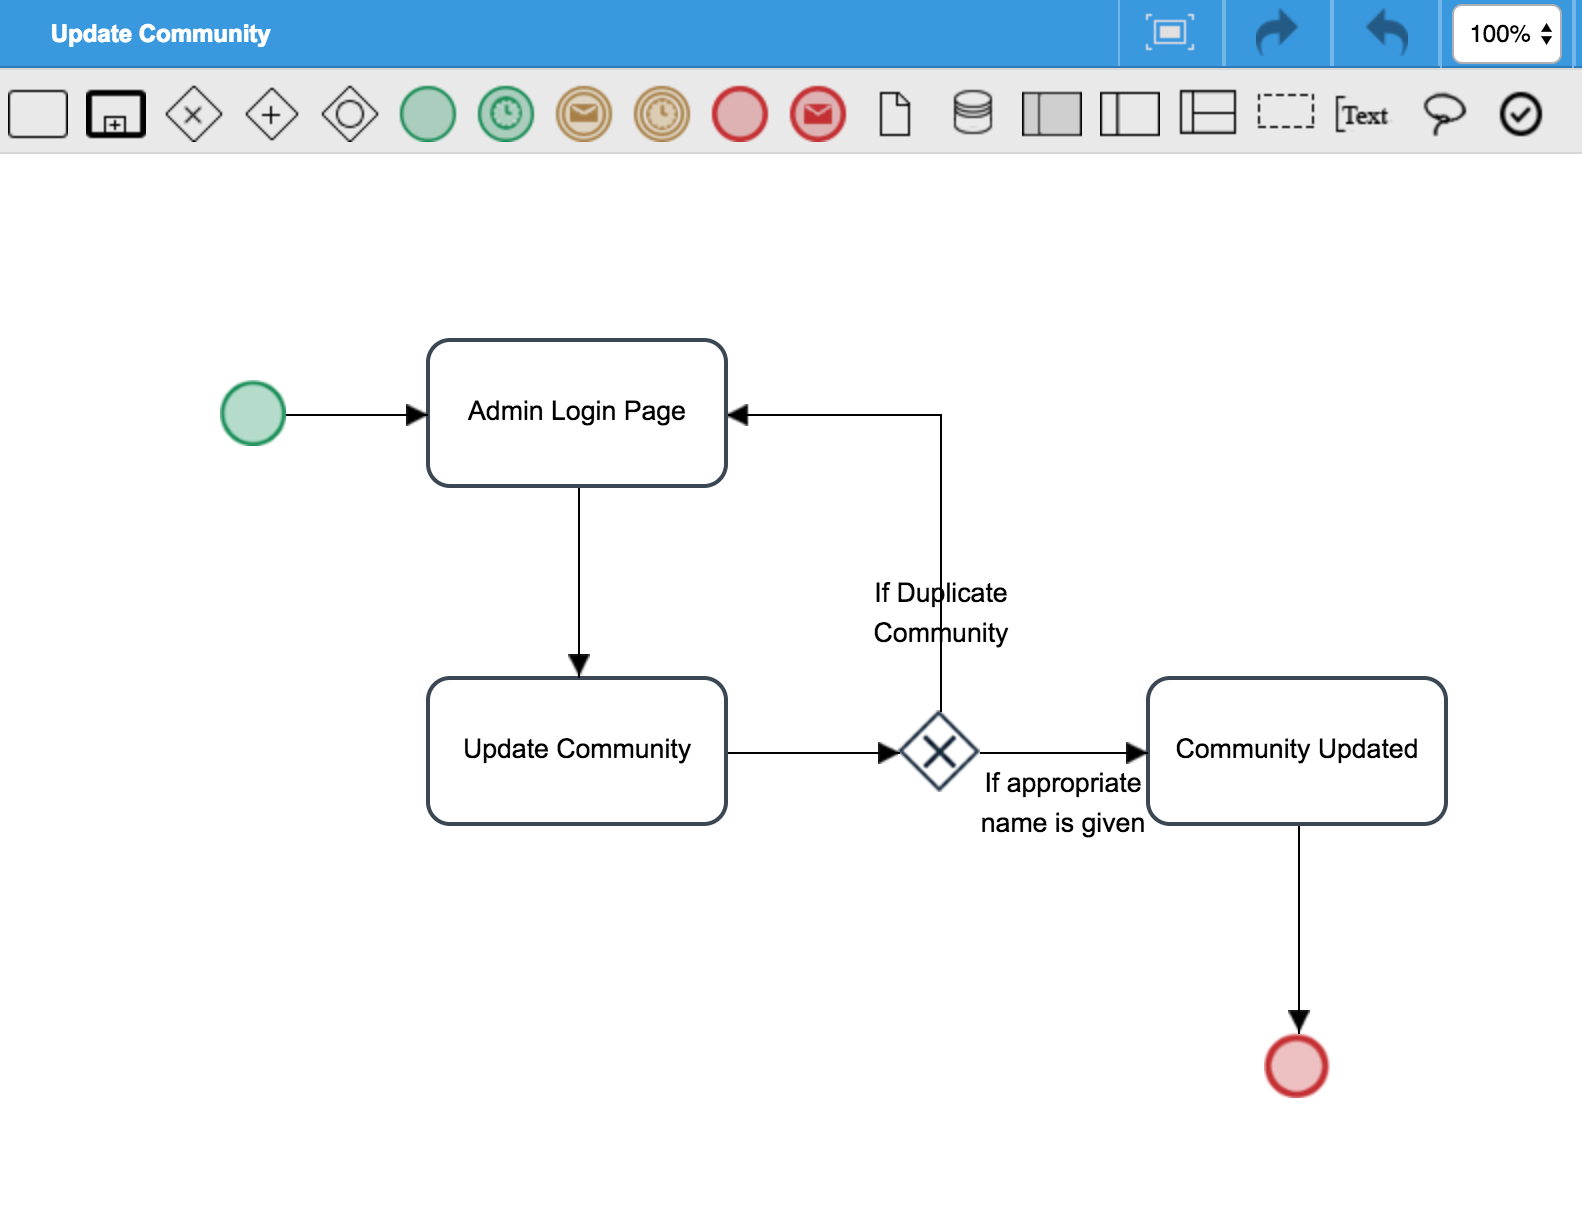 Update Community
100%
Text
Admin Login Page
If Duplicate
Community
Update Community
Community Updated
If appropriate
name is given